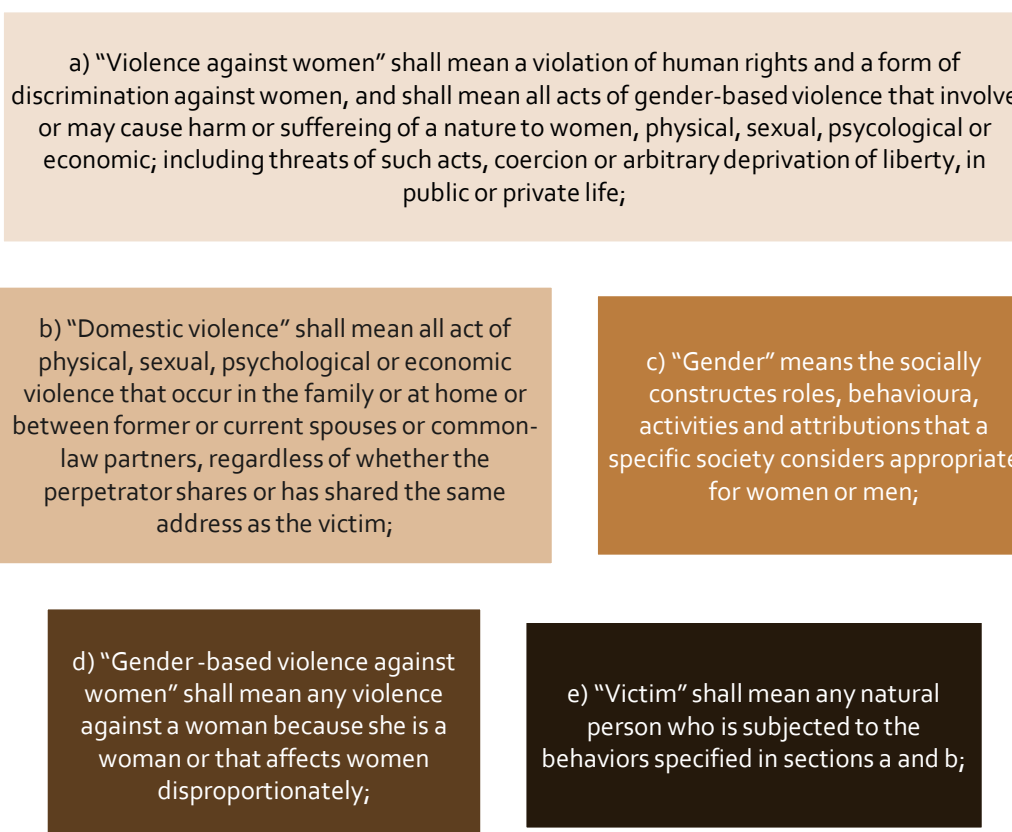 a) “Violence against women” shall mean a violation of human rights and a form of
discrimination against women, and shall mean all acts of gender-based violence that involve
or may cause harm or suffereing of a nature to women, physical, sexual, psycological or
economic; including threats of such acts, coercion or arbitrary deprivation of liberty, in
public or private life;
b) “Domestic violence” shall mean all act of
physical, sexual, psychological or economic
violence that occur in the family or at home or
between former or current spouses or common-
law partners, regardless of whether the
perpetrator shares or has shared the same
address as the victim;
c) “Gender” means the socially
constructes roles, behavioura,
activities and attributions that a
specific society considers appropriate
for women or men;
d) “Gender -based violence against
women” shall mean any violence
against a woman because she is a
woman or that affects women
disproportionately;
e) “Victim” shall mean any natural
person who is subjected to the
behaviors specified in sections a and b;